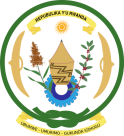 REPUBULIKA Y'U RWANDA
UBUMWE - UMURIMO - GUKUNDA IGIHUGU